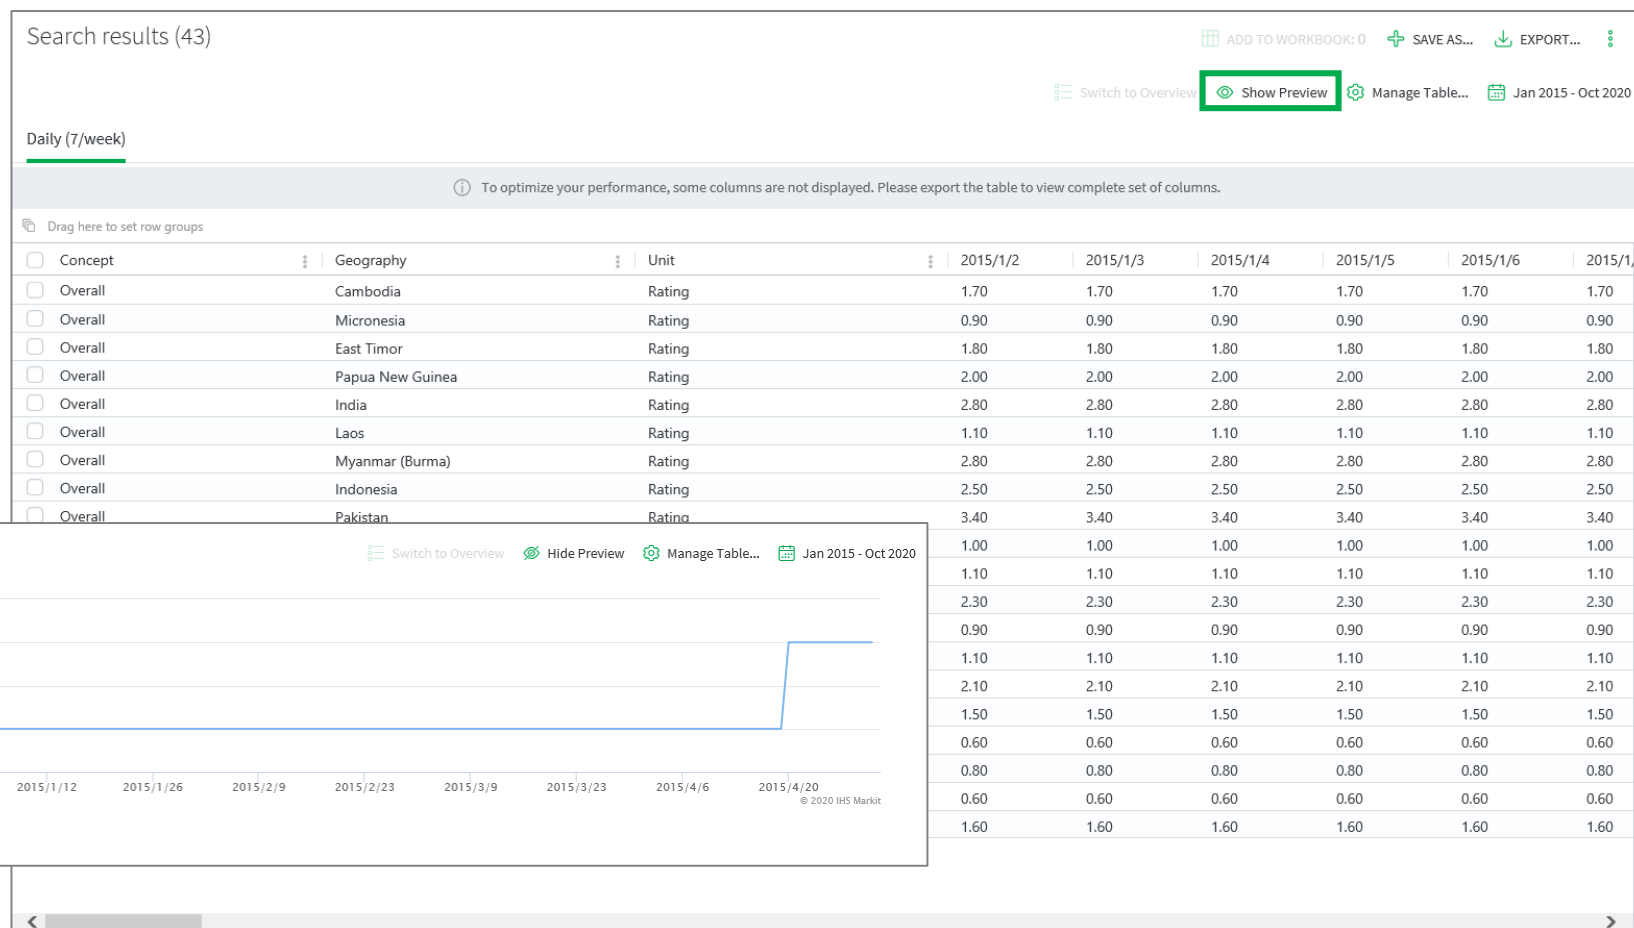 Search results (43)
ADD TO WORKBOOK: 0 SAVE AS... EXPORT...
Switch to Overview Show Preview Manage Table... Jan 2015 - Oct 2020
Daily (7/week)
To optimize your performance, some columns are not displayed. Please export the table to view complete set of columns.
Drag here to set row groups
Concept Geography Unit 2015/1/2 2015/1/3 2015/1/4 2015/1/5 2015/1/6 2015/1/
Overall Cambodia Rating 1.70 1.70 1.70 1.70 1.70 1.70
Overall Micronesia Rating 0.90 0.90 0.90 0.90 0.90 0.90
Overall East Timor Rating 1.80 1.80 1.80 1.80 1.80 1.80
Overall Papua New Guinea Rating 2.00 2.00 2.00 2.00 2.00 2.00
Overall India Rating 2.80 2.80 2.80 2.80 2.80 2.80
Overall Laos Rating 1.10 1.10 1.10 1.10 1.10 1.10
Overall Myanmar (Burma) Rating 2.80 2.80 2.80 2.80 2.80 2.80
Overall Indonesia Rating 2.50 2.50 2.50 2.50 2.50 2.50
Overall Pakistan Rating 3.40 3.40 3.40 3.40 3.40 3.40
1.00 1.00 1.00 1.00 1.00 1.00
1.10 1.10 1.10 1.10 1.10 1.10
2.30 2.30 2.30 2.30 2.30 2.30
0.90 0.90 0.90 0.90 0.90 0.90
1.10 1.10 1.10 1.10 1.10 1.10
2.10 2.10 2.10 2.10 2.10 2.10
1.50 1.50 1.50 1.50 1.50 1.50
0.60 0.60 0.60 0.60 0.60 0.60
0.80 0.80 0.80 0.80 0.80 0.80
0.60 0.60 0.60 0.60 0.60 0.60
1.60 1.60 1.60 1.60 1.60 1.60
Switch to Overview Hide Preview Manage Table... Jan 2015 - Oct 2020
2015/1/12 2015/1/26 2015/2/9 2015/2/23 2015/3/9 2015/3/23 2015/4/6 2015/4/20
© 2020 IHS Markit